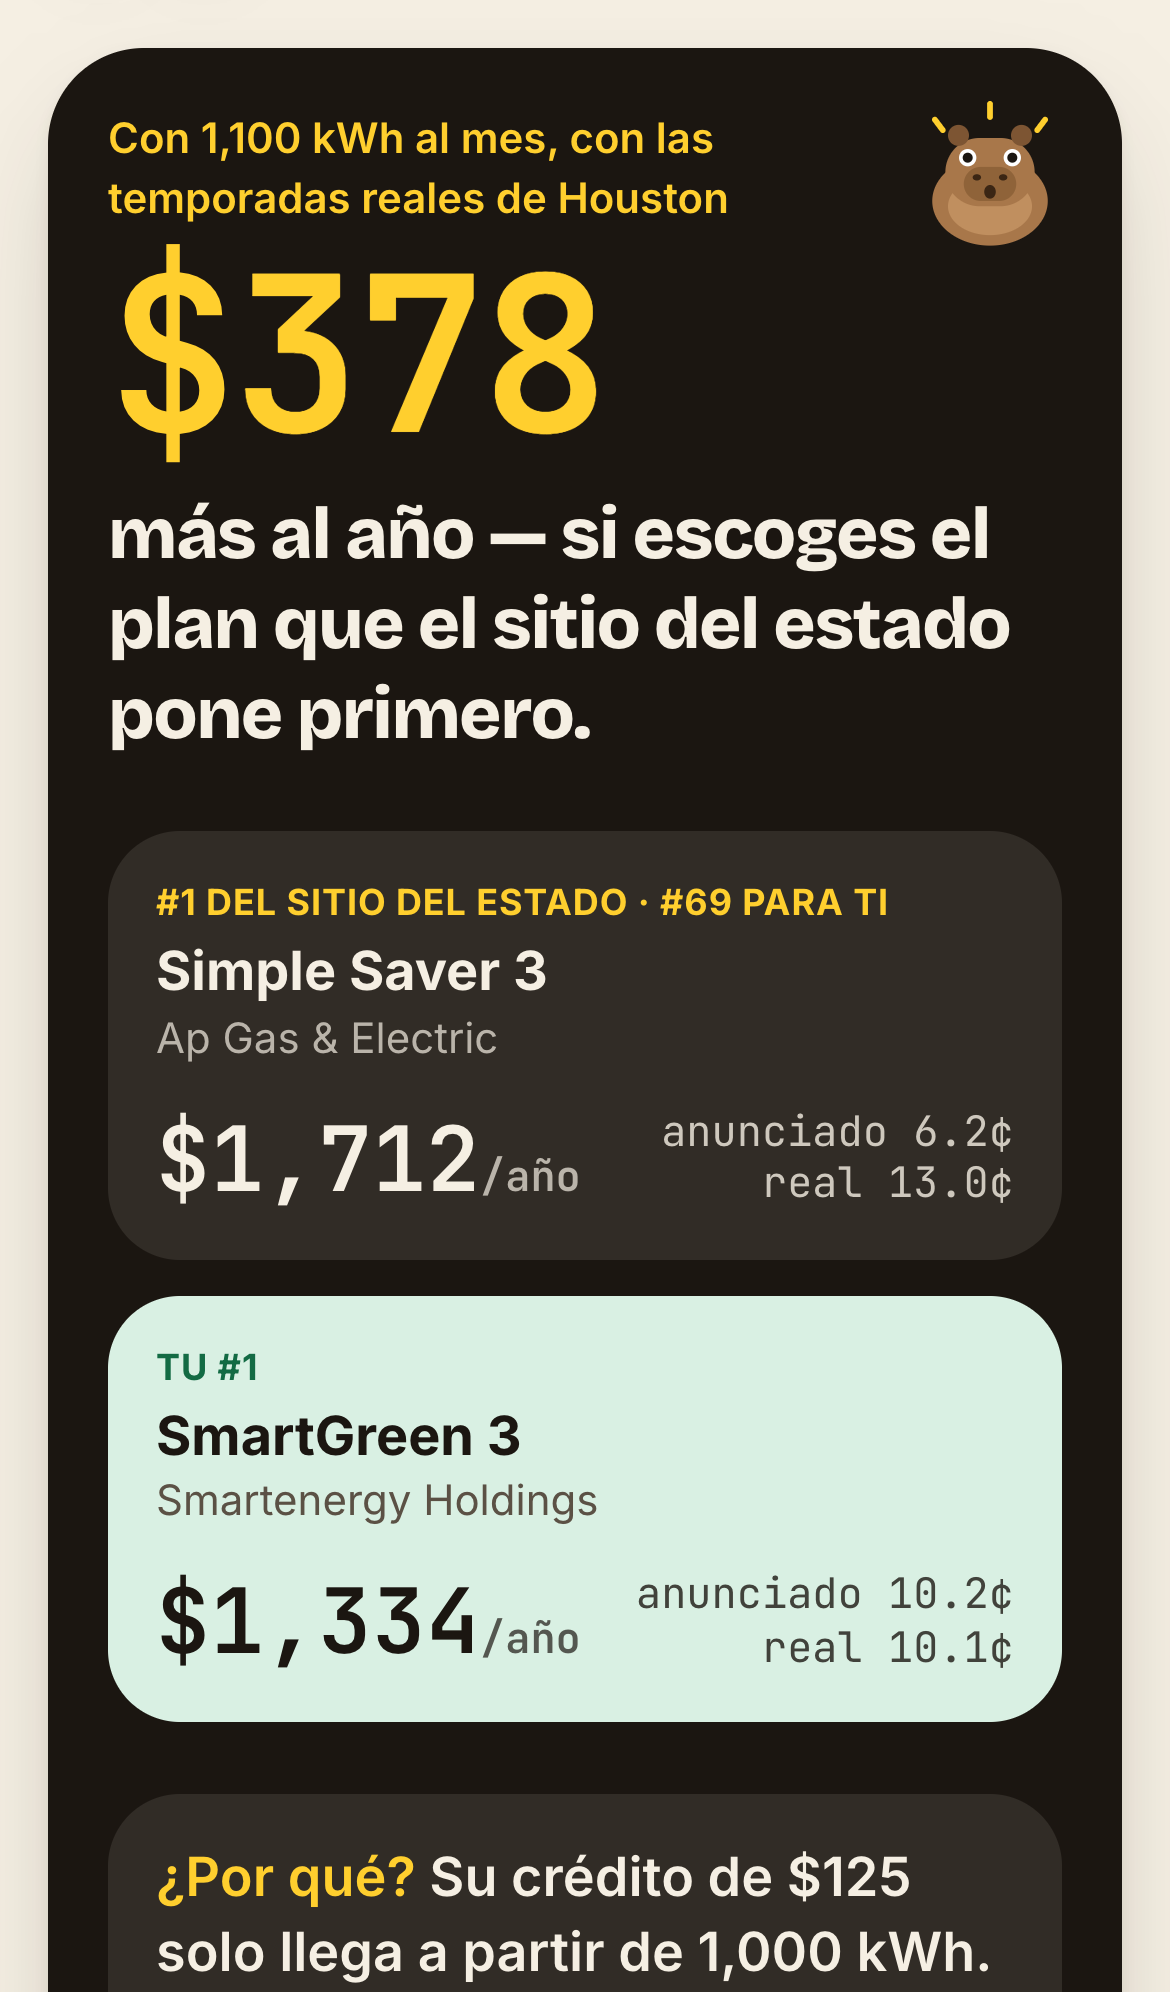 Con 1,100 kWh al mes, con las
temporadas reales de Houston
$378
más al año — si escoges el
plan que el sitio del estado
pone primero.
#1 DEL SITIO DEL ESTADO · #69 PARA TI
Simple Saver 3
Ap Gas & Electric
$1,712/año
anunciado 6.2¢
real 13.0¢
TU #1
SmartGreen 3
Smartenergy Holdings
$1,334/año
anunciado 10.2¢
real 10.1¢
¿Por qué? Su crédito de $125
solo llega a partir de 1,000 kWh.